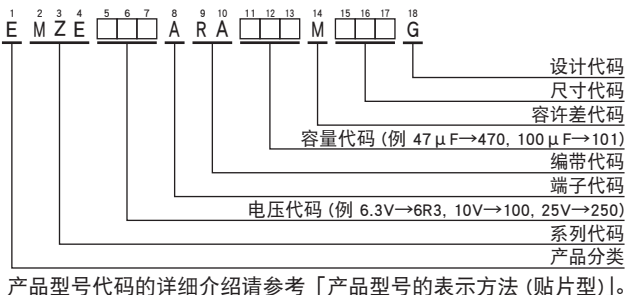 1 2 3 4 5 6 7 8 9 10 11 12 13 14 15 16 17 18
E MZE □□□ A RA □□□ M □□□ G
设计代码
尺寸代码
容许差代码
容量代码 (例 47μF→470, 100μF→101)
编带代码
端子代码
电压代码 (例 6.3V→6R3, 10V→100, 25V→250)
系列代码
产品分类
产品型号代码的详细介绍请参考「产品型号的表示方法 (贴片型)」。